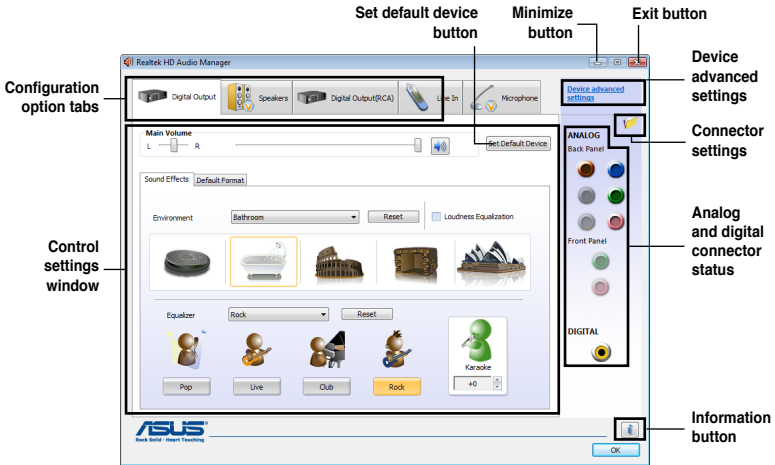 Set default device
button
Minimize
button
Exit button
Realtek HD Audio Manager
Device
advanced
settings
Configuration
option tabs
Digital Output
Speakers
Digital Output(RCA)
Line In
Microphone
Device advanced
settings
Connector
settings
Main Volume
L
R
Set Default Device
ANALOG
Back Panel
Sound Effects
Default Format
Environment
Bathroom
Reset
Loudness Equalization
Analog
and digital
connector
status
Control
settings
window
Front Panel
Equalizer
Rock
Reset
DIGITAL
Karaoke
Pop
Live
Club
Rock
+0
ASUS
Rock Solid · Heart Touching
Information
button
OK